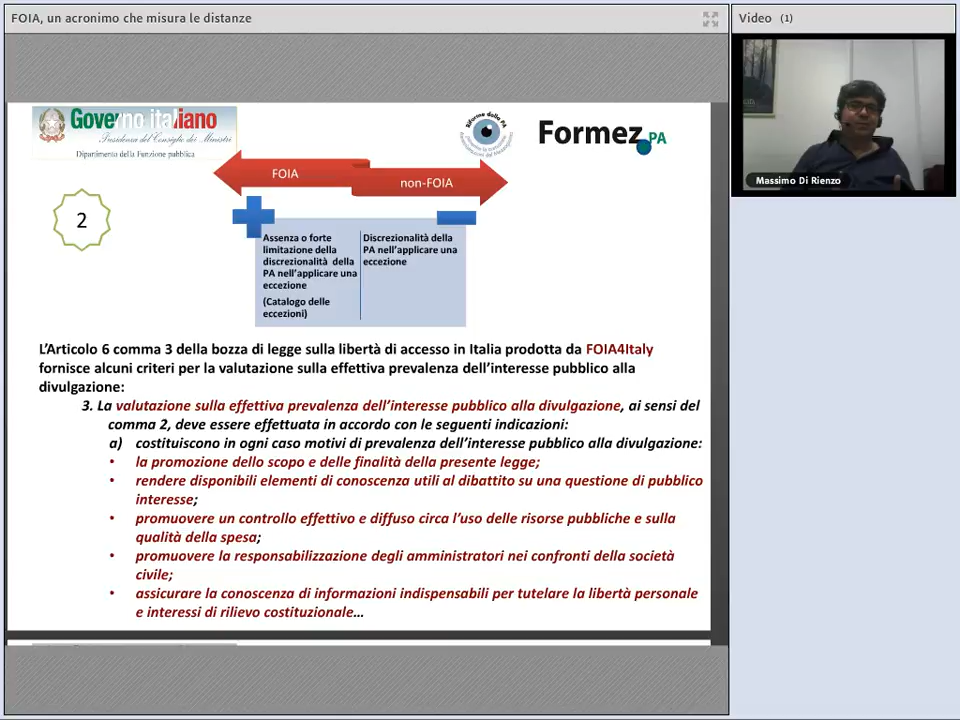 FOIA, un acronimo che misura le distanze
Video (1)
Governo italiano
Presidenza del Consiglio dei Ministri
Dipartimento della Funzione pubblica
Riforme delle PA
Formez PA
FOIA
non-FOIA
2
Assenza o forte
limitazione della
discrezionalità della
PA nell'applicare una
eccezione
(Catalogo delle
eccezioni)
Discrezionalità della
PA nell'applicare una
eccezione
Massimo Di Rienzo
L'Articolo 6 comma 3 della bozza di legge sulla libertà di accesso in Italia prodotta da FOIA4Italy
fornisce alcuni criteri per la valutazione sulla effettiva prevalenza dell'interesse pubblico alla
divulgazione:
3. La valutazione sulla effettiva prevalenza dell'interesse pubblico alla divulgazione, ai sensi del
comma 2, deve essere effettuata in accordo con le seguenti indicazioni:
a) costituiscono in ogni caso motivi di prevalenza dell'interesse pubblico alla divulgazione:
• la promozione dello scopo e delle finalità della presente legge;
• rendere disponibili elementi di conoscenza utili al dibattito su una questione di pubblico
interesse;
• promuovere un controllo effettivo e diffuso circa l'uso delle risorse pubbliche e sulla
qualità della spesa;
• promuovere la responsabilizzazione degli amministratori nei confronti della società
civile;
• assicurare la conoscenza di informazioni indispensabili per tutelare la libertà personale
e interessi di rilievo costituzionale...